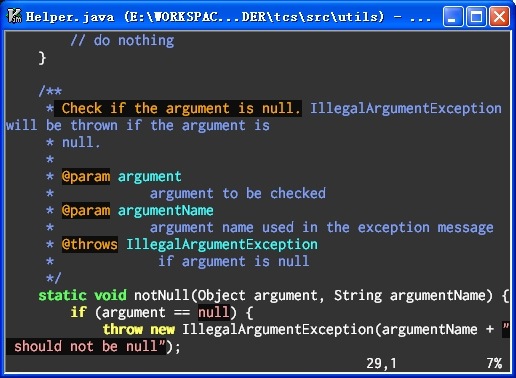 Helper.java (E:\WORKSPAC...DER\tcs\src\utils) - ...
// do nothing
}
/**
* Check if the argument is null. IllegalArgumentException
will be thrown if the argument is
* null.
*
* @param argument
*            argument to be checked
* @param argumentName
*            argument name used in the exception message
* @throws IllegalArgumentException
*             if argument is null
*/
static void notNull(Object argument, String argumentName) {
if (argument == null) {
throw new IllegalArgumentException(argumentName + "
should not be null");
29,1 7%